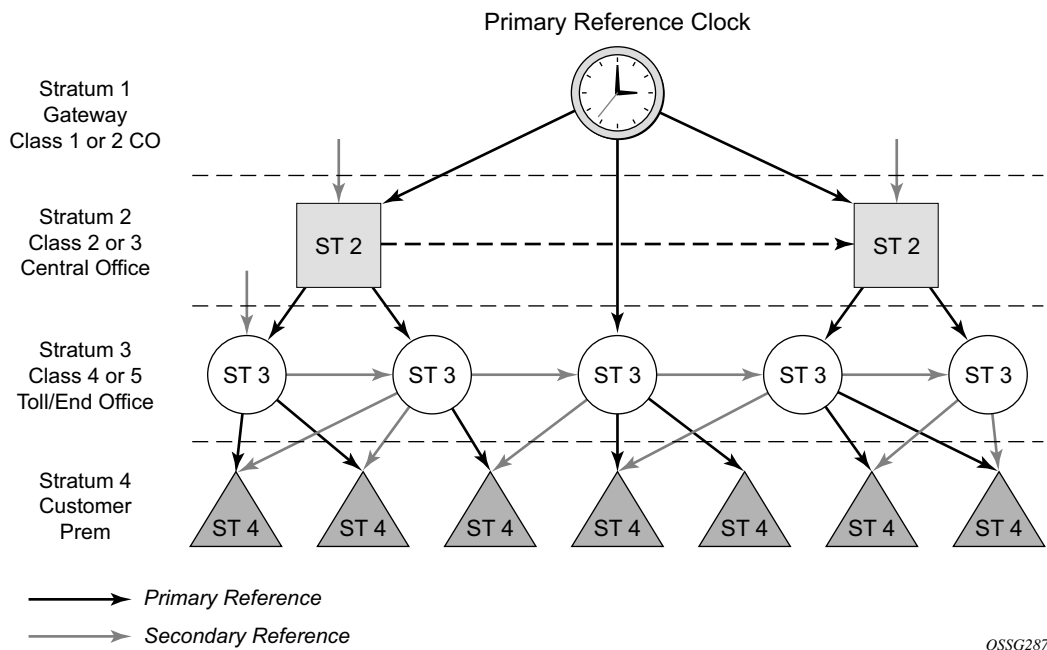 Primary Reference Clock
Stratum 1
Gateway
Class 1 or 2 CO
Stratum 2
Class 2 or 3
Central Office
ST 2
ST 2
Stratum 3
Class 4 or 5
Toll/End Office
ST 3
ST 3
ST 3
ST 3
ST 3
Stratum 4
Customer
Prem
ST 4
ST 4
ST 4
ST 4
ST 4
ST 4
ST 4
Primary Reference
Secondary Reference
OSSG287